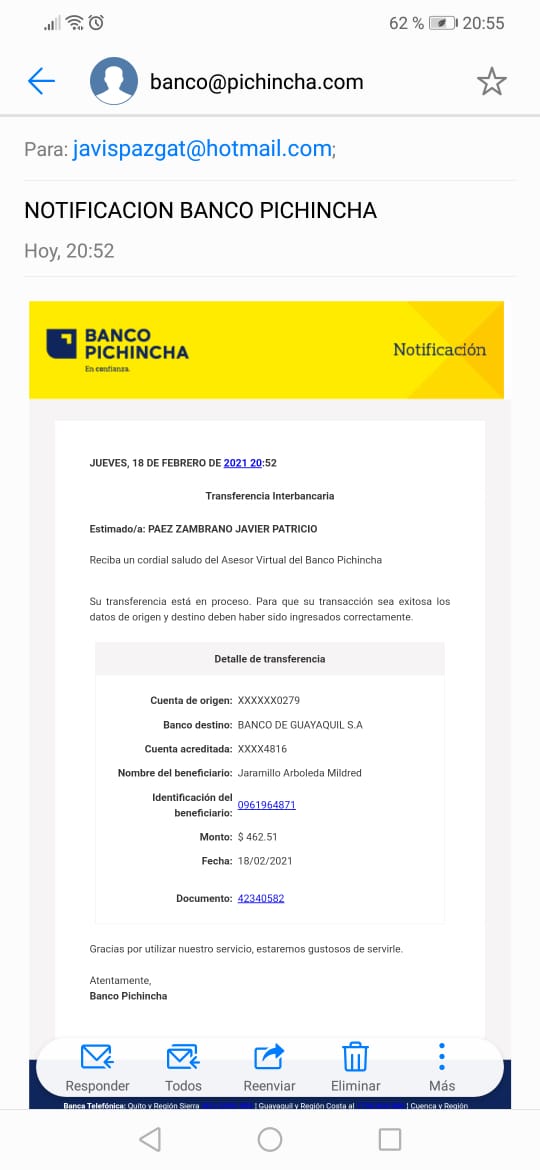 62 % 20:55
banco@pichincha.com
Para: javispazgat@hotmail.com;
NOTIFICACION BANCO PICHINCHA
Hoy, 20:52
BANCO
PICHINCHA
En confianza.
Notificación
JUEVES, 18 DE FEBRERO DE 2021 20:52
Transferencia Interbancaria
Estimado/a: PAEZ ZAMBRANO JAVIER PATRICIO
Reciba un cordial saludo del Asesor Virtual del Banco Pichincha
Su transferencia está en proceso. Para que su transacción sea exitosa los
datos de origen y destino deben haber sido ingresados correctamente.
Detalle de transferencia
Cuenta de origen: XXXXXX0279
Banco destino: BANCO DE GUAYAQUIL S.A
Cuenta acreditada: XXXX4816
Nombre del beneficiario: Jaramillo Arboleda Mildred
Identificación del
beneficiario: 0961964871
Monto: $ 462.51
Fecha: 18/02/2021
Documento: 42340582
Gracias por utilizar nuestro servicio, estaremos gustosos de servirle.
Atentamente,
Banco Pichincha
Responder Todos Reenviar Eliminar Más
Banca Telefónica: Quito y Región Sierra | Guayaquil y Región Costa al | Cuenca y Región